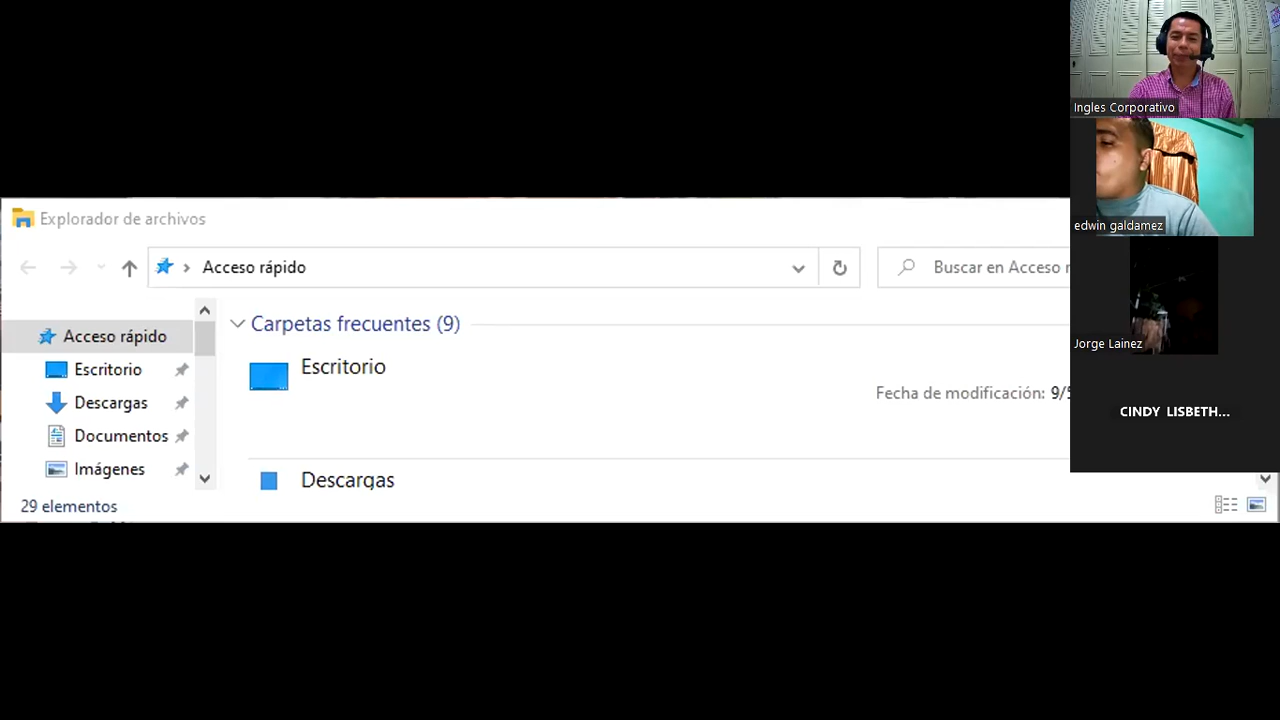 Ingles Corporativo
edwin galdamez
Jorge Lainez
CINDY LISBETH...
Explorador de archivos
Acceso rápido
Buscar en Acceso r
Acceso rápido
Escritorio
Descargas
Documentos
Imágenes
Carpetas frecuentes (9)
Escritorio
Fecha de modificación: 9/5
Descargas
29 elementos